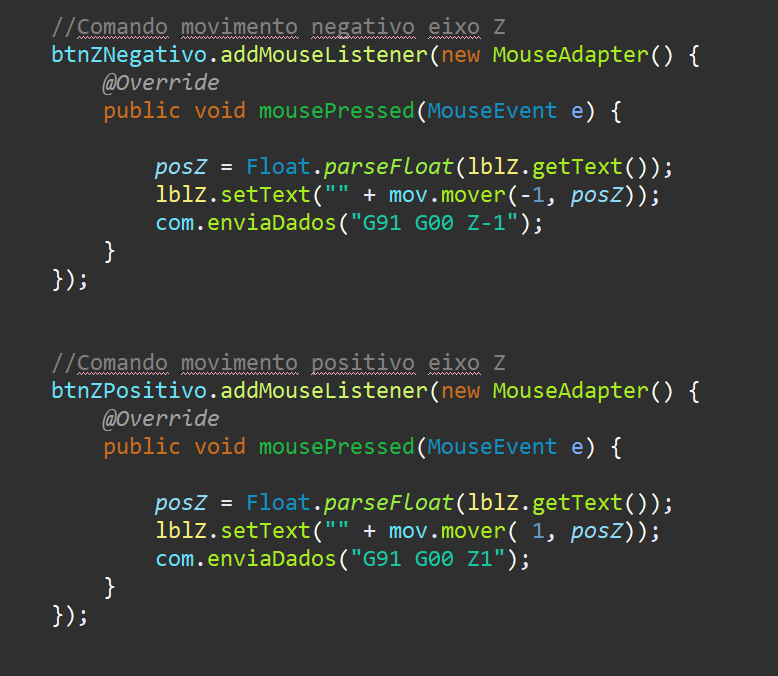 //Comando movimento negativo eixo Z
btnZNegativo.addMouseListener(new MouseAdapter() {
@Override
public void mousePressed(MouseEvent e) {
posZ = Float.parseFloat(lblZ.getText());
lblZ.setText("" + mov.mover(-1, posZ));
com.enviaDados("G91 G00 Z-1");
}
});
//Comando movimento positivo eixo Z
btnZPositivo.addMouseListener(new MouseAdapter() {
@Override
public void mousePressed(MouseEvent e) {
posZ = Float.parseFloat(lblZ.getText());
lblZ.setText("" + mov.mover( 1, posZ));
com.enviaDados("G91 G00 Z1");
}
});